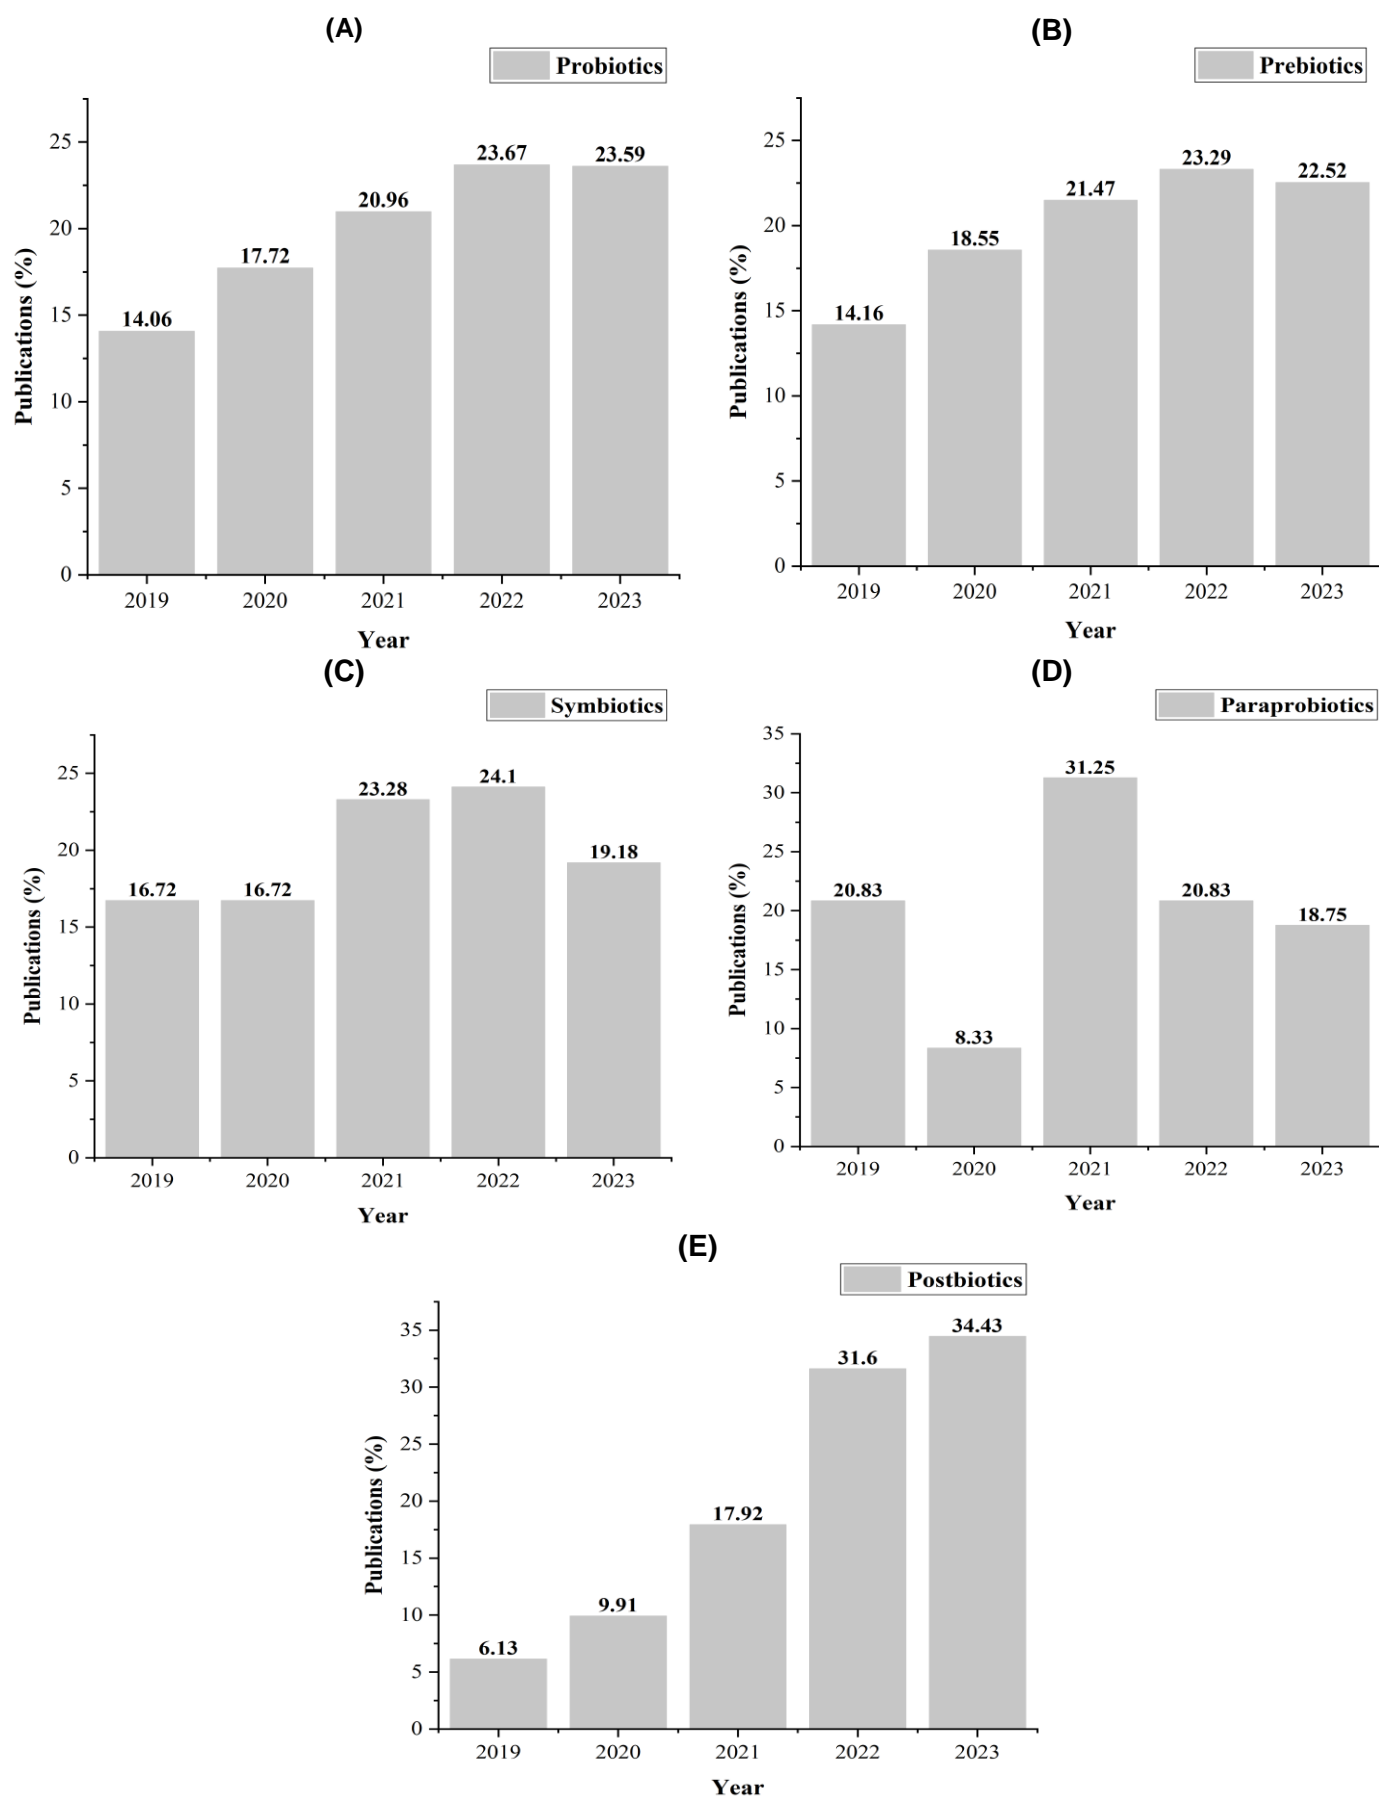 (A)
Probiotics
Publications (%)
25
20
15
10
5
0
14.06
17.72
20.96
23.67
23.59
2019 2020 2021 2022 2023
Year
(B)
Prebiotics
Publications (%)
25
20
15
10
5
0
14.16
18.55
21.47
23.29
22.52
2019 2020 2021 2022 2023
Year
(C)
Symbiotics
Publications (%)
25
20
15
10
5
0
16.72
16.72
23.28
24.1
19.18
2019 2020 2021 2022 2023
Year
(D)
Paraprobiotics
Publications (%)
35
30
25
20
15
10
5
0
20.83
8.33
31.25
20.83
18.75
2019 2020 2021 2022 2023
Year
(E)
Postbiotics
Publications (%)
35
30
25
20
15
10
5
0
6.13
9.91
17.92
31.6
34.43
2019 2020 2021 2022 2023
Year